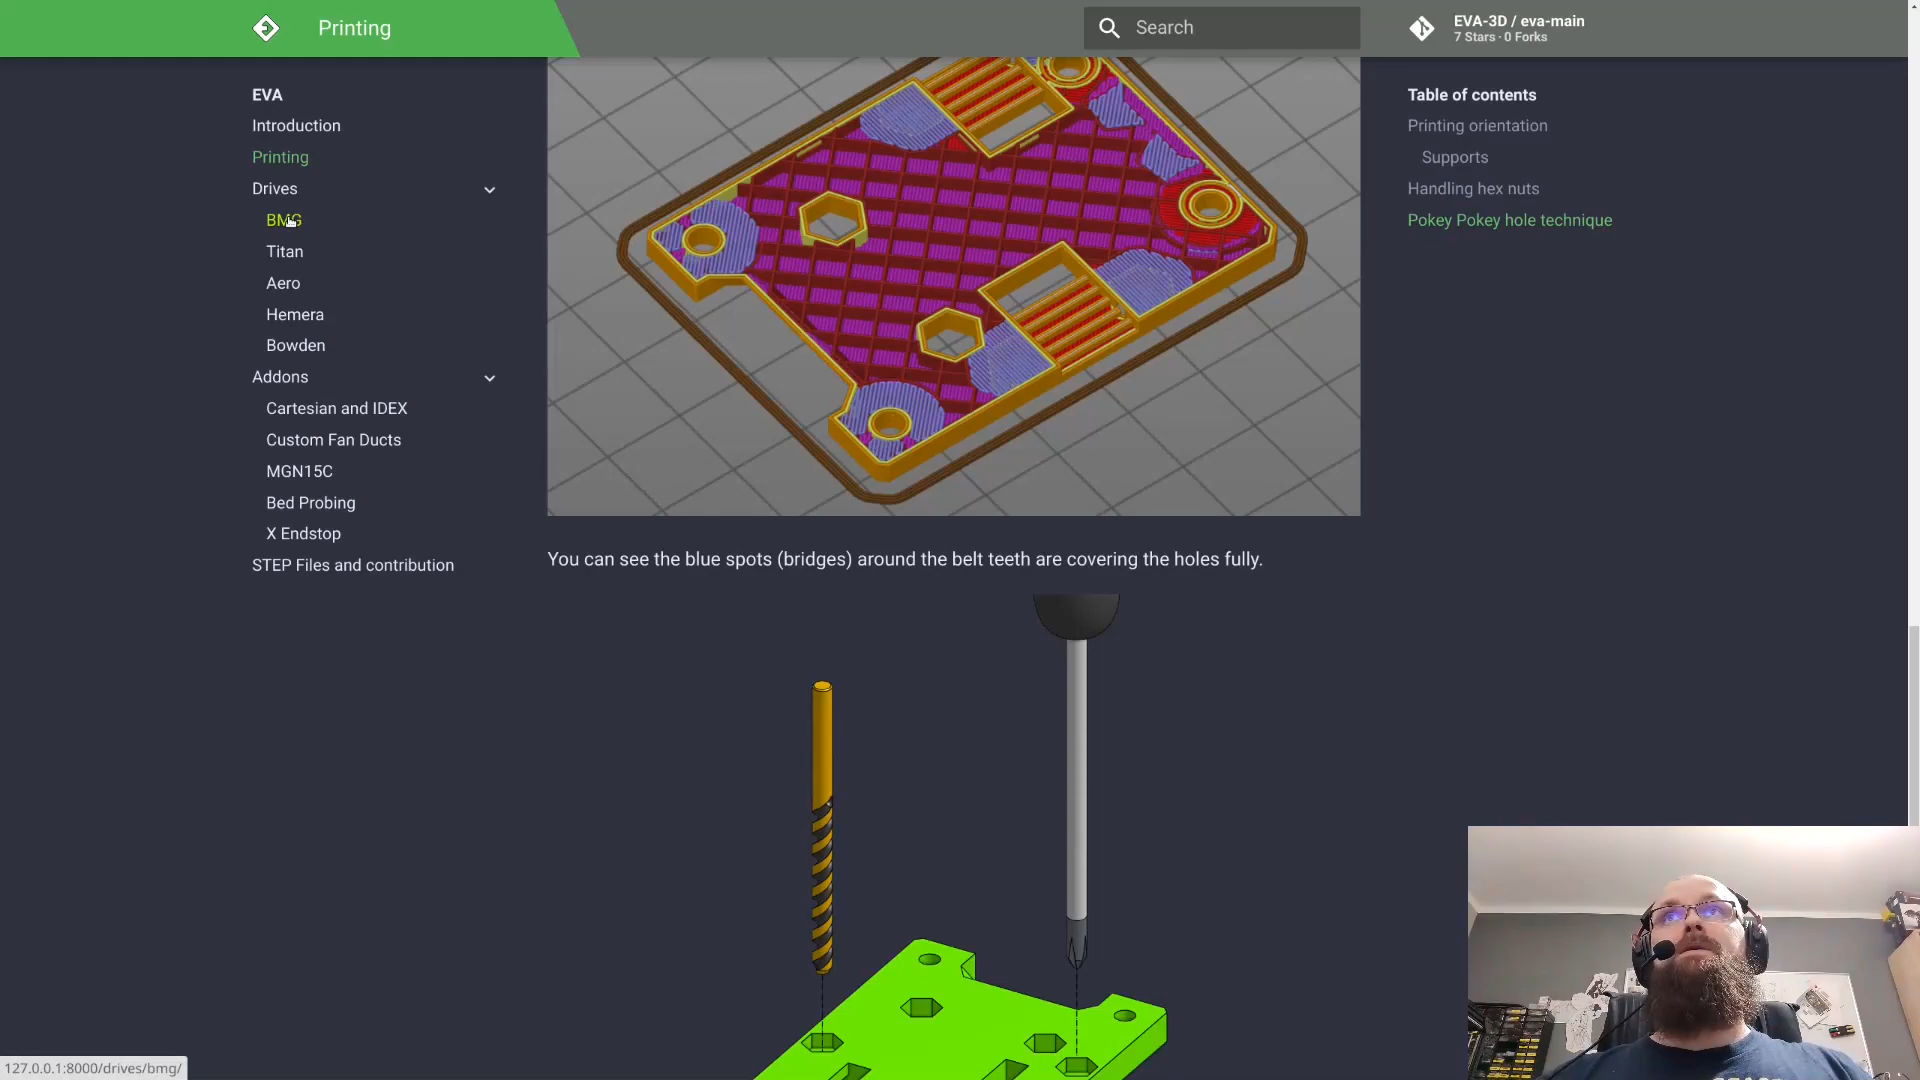 Printing
Search
EVA-3D / eva-main
7 Stars · 0 Forks
EVA
Introduction
Printing
Drives
BMG
Titan
Aero
Hemera
Bowden
Addons
Cartesian and IDEX
Custom Fan Ducts
MGN15C
Bed Probing
X Endstop
STEP Files and contribution
You can see the blue spots (bridges) around the belt teeth are covering the holes fully.
Table of contents
Printing orientation
Supports
Handling hex nuts
Pokey Pokey hole technique
127.0.0.1:8000/drives/bmg/